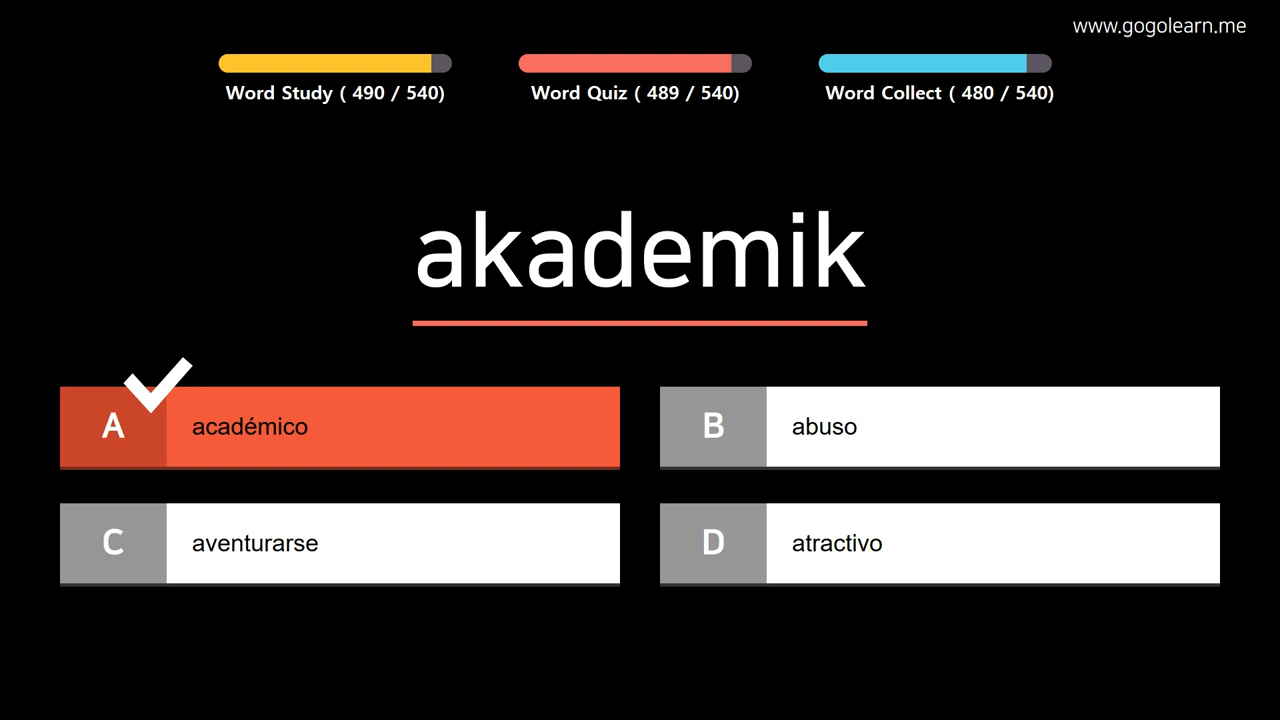 www.gogolearn.me
Word Study ( 490 / 540)
Word Quiz ( 489 / 540)
Word Collect ( 480 / 540)
akademik
A académico
B abuso
C aventurarse
D atractivo